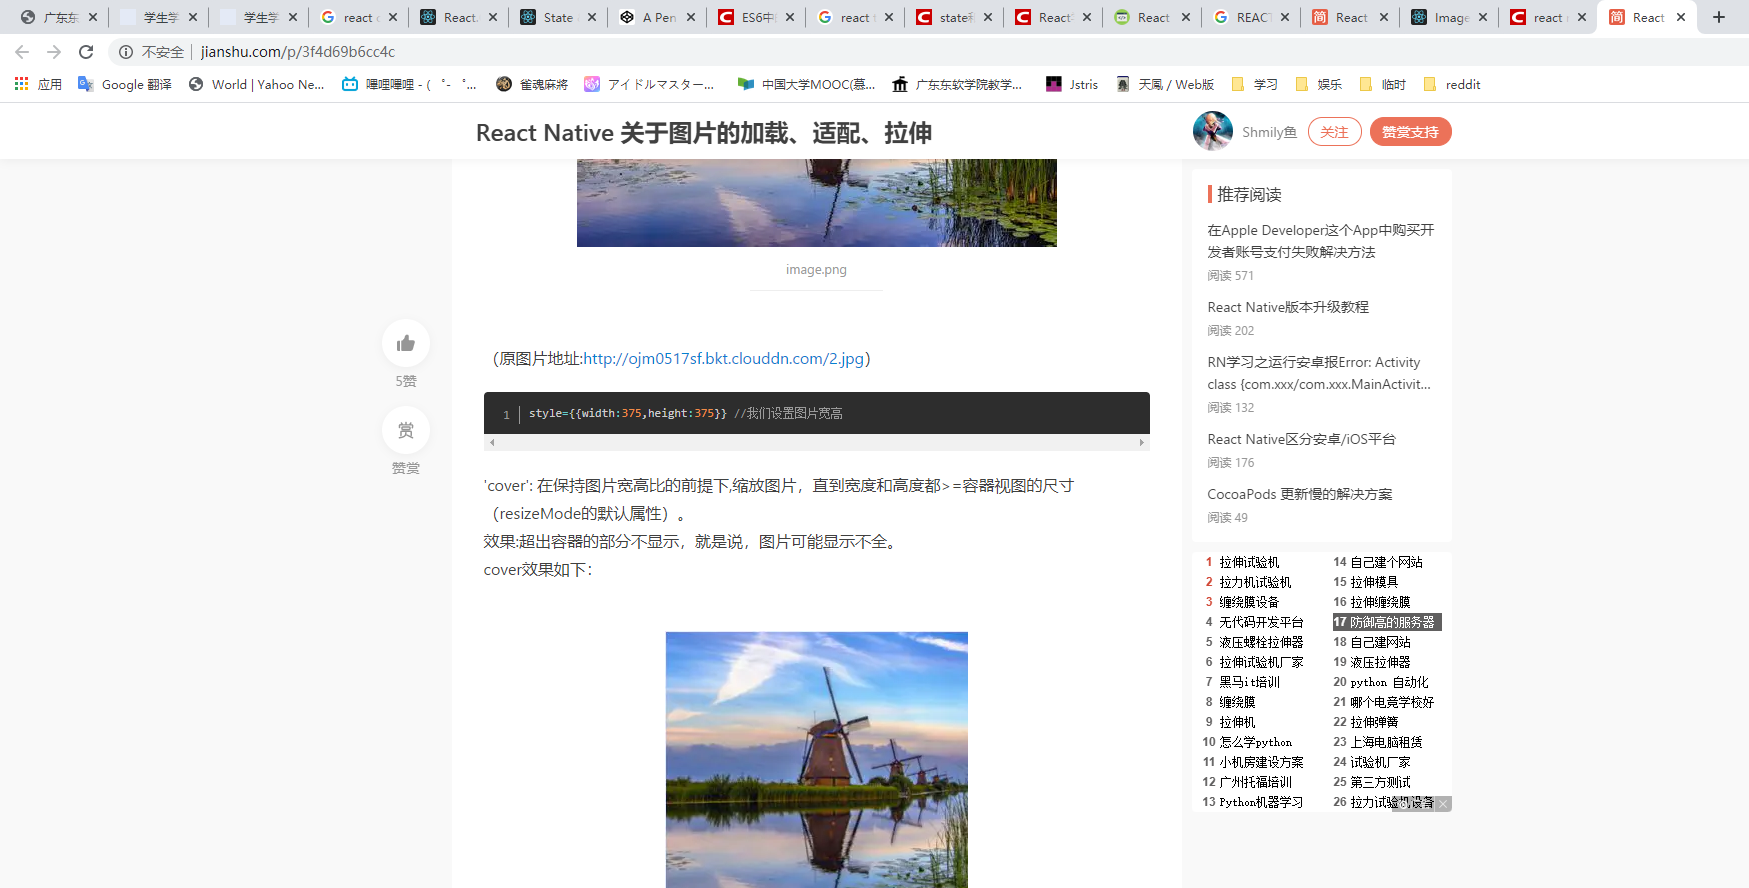 广东东
学生学
学生学
react c
React.
State
A Pen
ES6中
react t
state和
React
React
REACT
React
Image
react r
React
不安全
jianshu.com/p/3f4d69b6cc4c
应用
Google 翻译
World | Yahoo Ne...
嗶哩嗶哩 - ( ゜- ゜...
雀魂麻將
アイドルマスター...
中国大学MOOC(慕...
广东东软学院教学...
Jstris
天鳳 / Web版
学习
娱乐
临时
reddit
React Native 关于图片的加载、适配、拉伸
Shmily鱼
关注
赞赏支持
image.png
(原图片地址:http://ojm0517sf.bkt.clouddn.com/2.jpg)
1 style={{width:375,height:375}} //我们设置图片宽高
'cover': 在保持图片宽高比的前提下,缩放图片，直到宽度和高度都>=容器视图的尺寸
（resizeMode的默认属性）。
效果:超出容器的部分不显示，就是说，图片可能显示不全。
cover效果如下：
5赞
赏
赞赏
推荐阅读
在Apple Developer这个App中购买开
发者账号支付失败解决方法
阅读 571
React Native版本升级教程
阅读 202
RN学习之运行安卓报Error: Activity
class {com.xxx/com.xxx.MainActivit...
阅读 132
React Native区分安卓/iOS平台
阅读 176
CocoaPods 更新慢的解决方案
阅读 49
1 拉伸试验机
2 拉力机试验机
3 缠绕膜设备
4 无代码开发平台
5 液压螺栓拉伸器
6 拉伸试验机厂家
7 黑马it培训
8 缠绕膜
9 拉伸机
10 怎么学python
11 小机房建设方案
12 广州托福培训
13 Python机器学习
14 自己建个网站
15 拉伸模具
16 拉伸缠绕膜
17 防御高的服务器
18 自己建网站
19 液压拉伸器
20 python 自动化
21 哪个电竞学校好
22 拉伸弹簧
23 上海电脑租赁
24 试验机厂家
25 第三方测试
26 拉力试验机设备